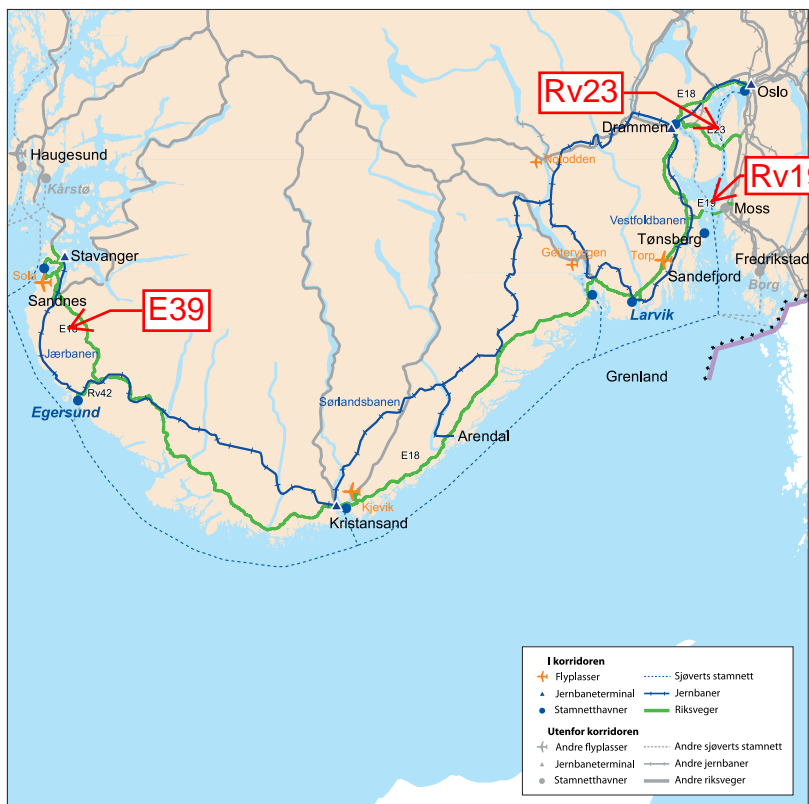 Oslo
E18
Rv23
Drammen
E23
Haugesund
Notodden
Kårstø
Rv19
E19
Moss
Vestfoldbanen
Tønsberg
Geiteryggen
Torp
Fredrikstad
Stavanger
Sola
Sandefjord
Borg
Sandnes
E39
Larvik
E18
Jærbanen
Grenland
Rv42
Sørlandsbanen
Egersund
Arendal
E18
Kjevik
Kristansand
I korridoren
Flyplasser
Sjøverts stamnett
Jernbaneterminal
Jernbaner
Stamnetthavner
Riksveger
Utenfor korridoren
Andre flyplasser
Andre sjøverts stamnett
Jernbaneterminal
Andre jernbaner
Stamnetthavner
Andre riksveger